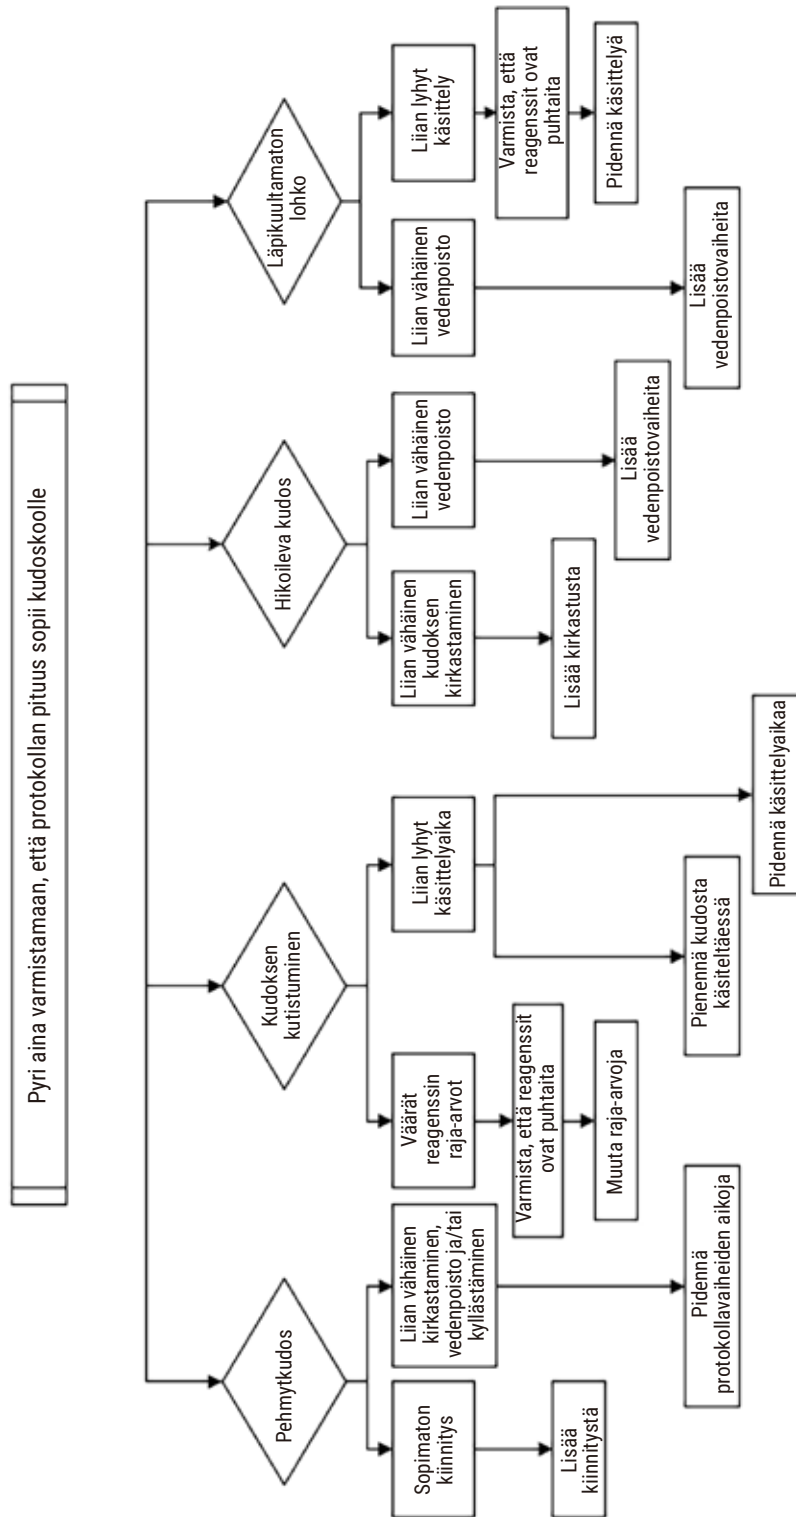 Pyri aina varmistamaan, että protokollan pituus sopii kudoskoolle
Pehmytkudos
Sopimaton
kiinnitys
Lisää
kiinnitystä
Liian vähäinen
kirkastaminen,
vedenpoisto ja/tai
kyllästäminen
Pidennä
protokollavaiheiden aikoja
Kudoksen
kutistuminen
Väärät
reagenssin
raja-arvot
Varmista, että reagenssit
ovat puhtaita
Muuta raja-arvoja
Liian lyhyt
käsittelyaika
Pienennä kudosta
käsiteltäessä
Pidennä käsittelyaikaa
Hikoileva kudos
Liian vähäinen
kudoksen
kirkastaminen
Lisää kirkastusta
Liian vähäinen
vedenpoisto
Lisää
vedenpoistovaiheita
Läpikuultamaton
lohko
Liian vähäinen
vedenpoisto
Lisää
vedenpoistovaiheita
Liian lyhyt
käsittely
Varmista, että
reagenssit ovat
puhtaita
Pidennä käsittelyä